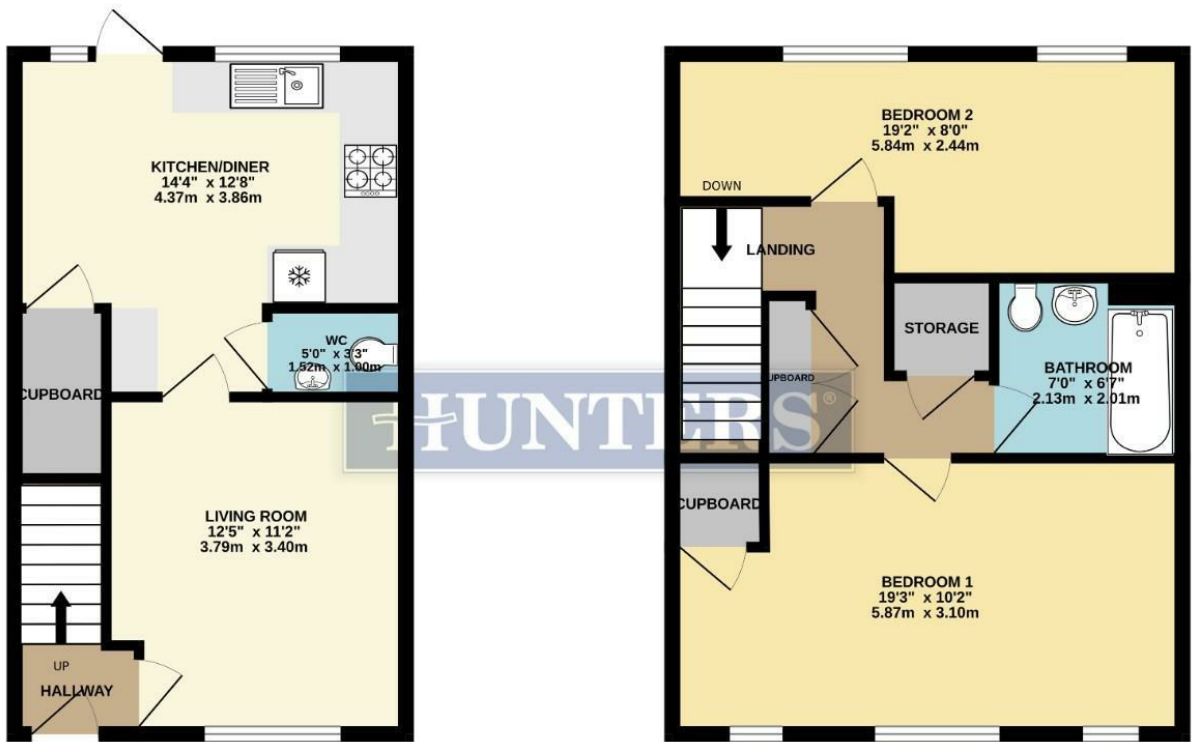 KITCHEN/DINER
14'4" x 12'8"
4.37m x 3.86m
WC
5'0" x 3'3"
1.52m x 1.00m
CUPBOARD
LIVING ROOM
12'5" x 11'2"
3.79m x 3.40m
UP
HALLWAY
HUNTERS®
BEDROOM 2
19'2" x 8'0"
5.84m x 2.44m
DOWN
LANDING
STORAGE
BATHROOM
7'0" x 6'7"
2.13m x 2.01m
UPBOARD
CUPBOARD
BEDROOM 1
19'3" x 10'2"
5.87m x 3.10m